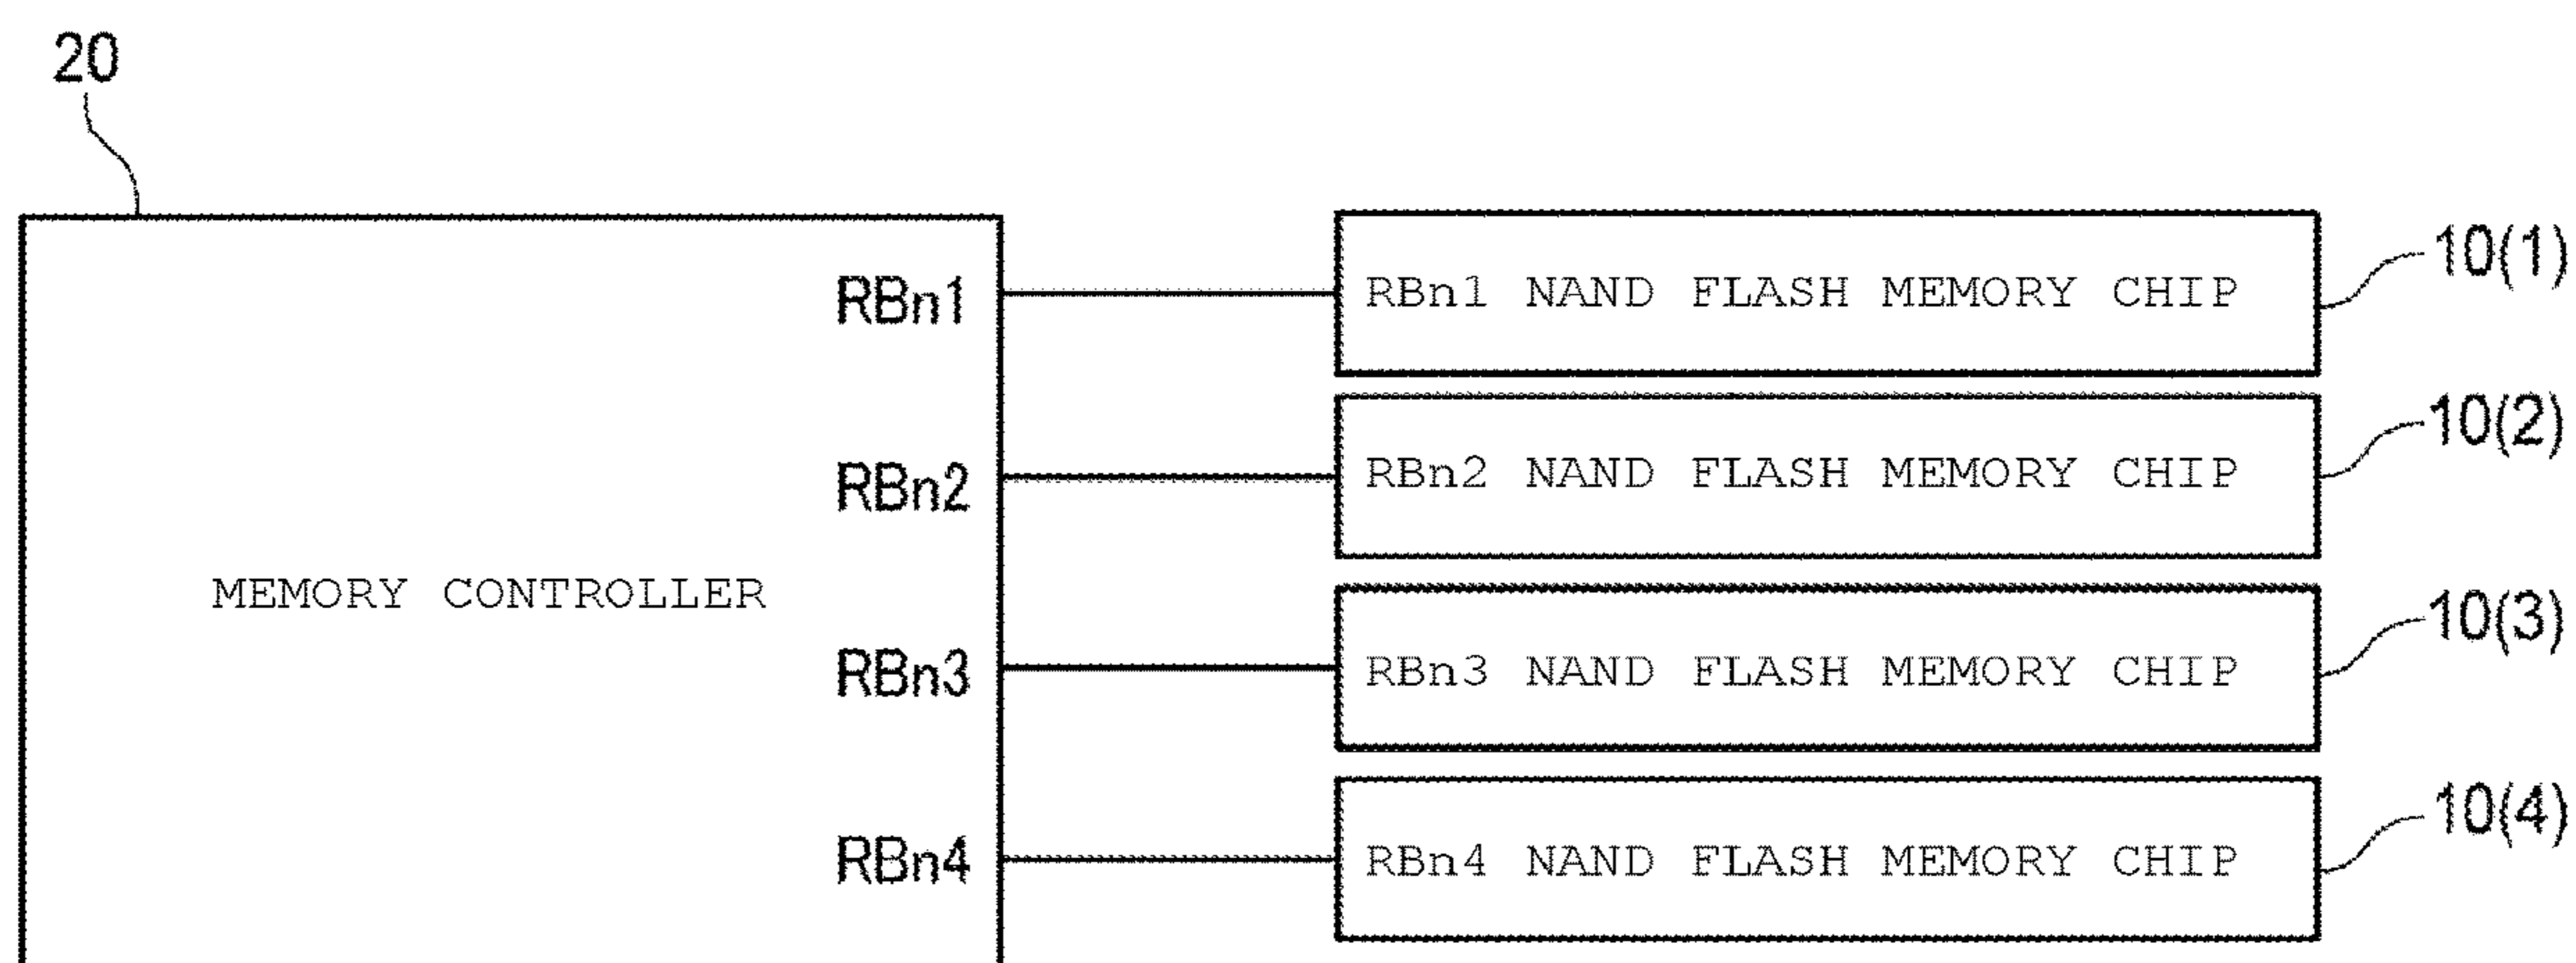 20
RBn1
RBn1 NAND FLASH MEMORY CHIP
10(1)
RBn2
RBn2 NAND FLASH MEMORY CHIP
10(2)
MEMORY CONTROLLER
RBn3
RBn3 NAND FLASH MEMORY CHIP
10(3)
RBn4
RBn4 NAND FLASH MEMORY CHIP
10(4)